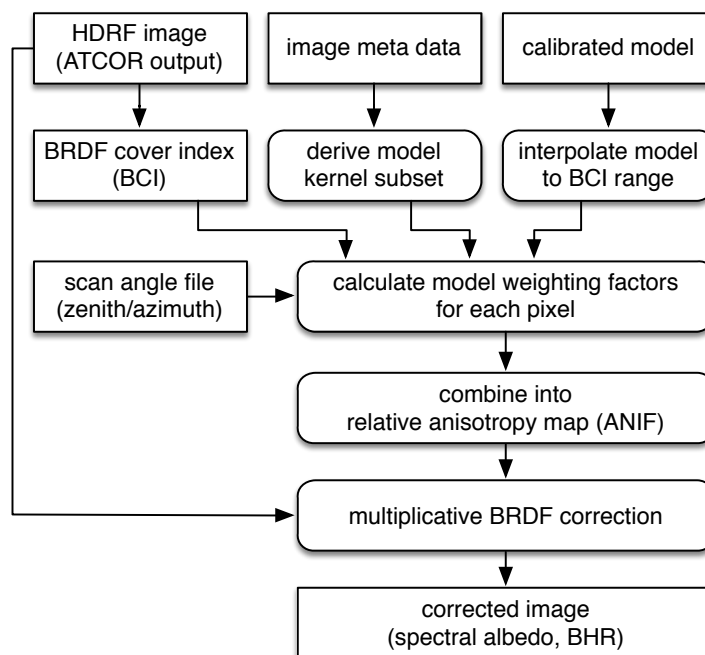 HDRF image
(ATCOR output)
image meta data
calibrated model
BRDF cover index
(BCI)
derive model
kernel subset
interpolate model
to BCI range
scan angle file
(zenith/azimuth)
calculate model weighting factors
for each pixel
combine into
relative anisotropy map (ANIF)
multiplicative BRDF correction
corrected image
(spectral albedo, BHR)